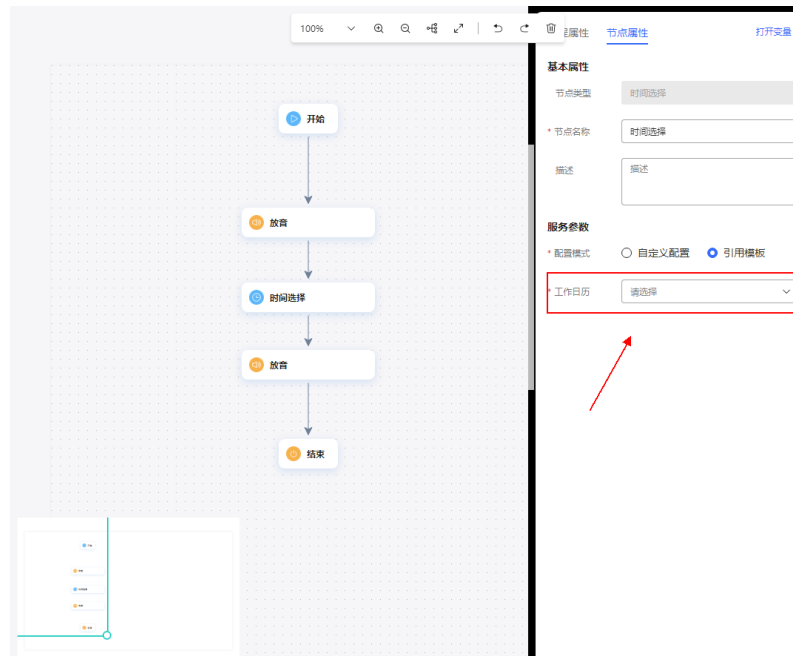 100%
程属性 节点属性 打开变量
基本属性
节点类型 时间选择
* 节点名称 时间选择
描述 描述
服务参数
* 配置模式 自定义配置 引用模板
* 工作日历 请选择
开始
放音
时间选择
放音
结束